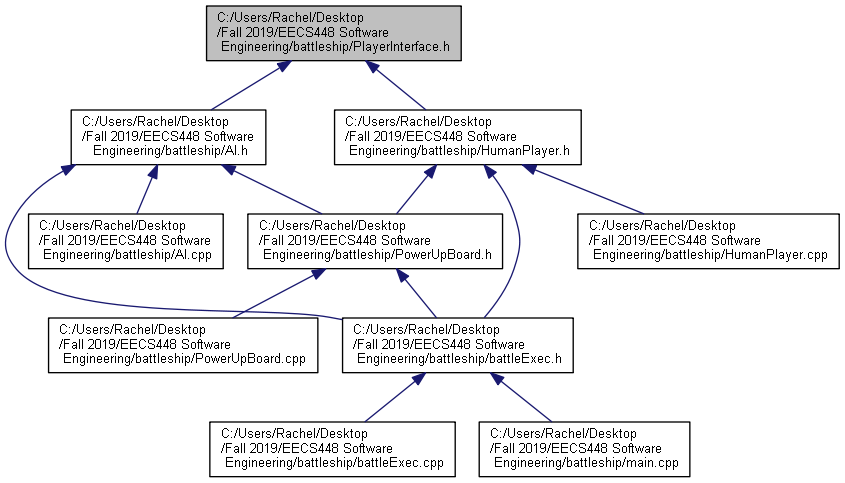 C:/Users/Rachel/Desktop
/Fall 2019/EECS448 Software
Engineering/battleship/PlayerInterface.h
C:/Users/Rachel/Desktop
/Fall 2019/EECS448 Software
Engineering/battleship/AI.h
C:/Users/Rachel/Desktop
/Fall 2019/EECS448 Software
Engineering/battleship/HumanPlayer.h
C:/Users/Rachel/Desktop
/Fall 2019/EECS448 Software
Engineering/battleship/AI.cpp
C:/Users/Rachel/Desktop
/Fall 2019/EECS448 Software
Engineering/battleship/PowerUpBoard.h
C:/Users/Rachel/Desktop
/Fall 2019/EECS448 Software
Engineering/battleship/HumanPlayer.cpp
C:/Users/Rachel/Desktop
/Fall 2019/EECS448 Software
Engineering/battleship/PowerUpBoard.cpp
C:/Users/Rachel/Desktop
/Fall 2019/EECS448 Software
Engineering/battleship/battleExec.h
C:/Users/Rachel/Desktop
/Fall 2019/EECS448 Software
Engineering/battleship/battleExec.cpp
C:/Users/Rachel/Desktop
/Fall 2019/EECS448 Software
Engineering/battleship/main.cpp